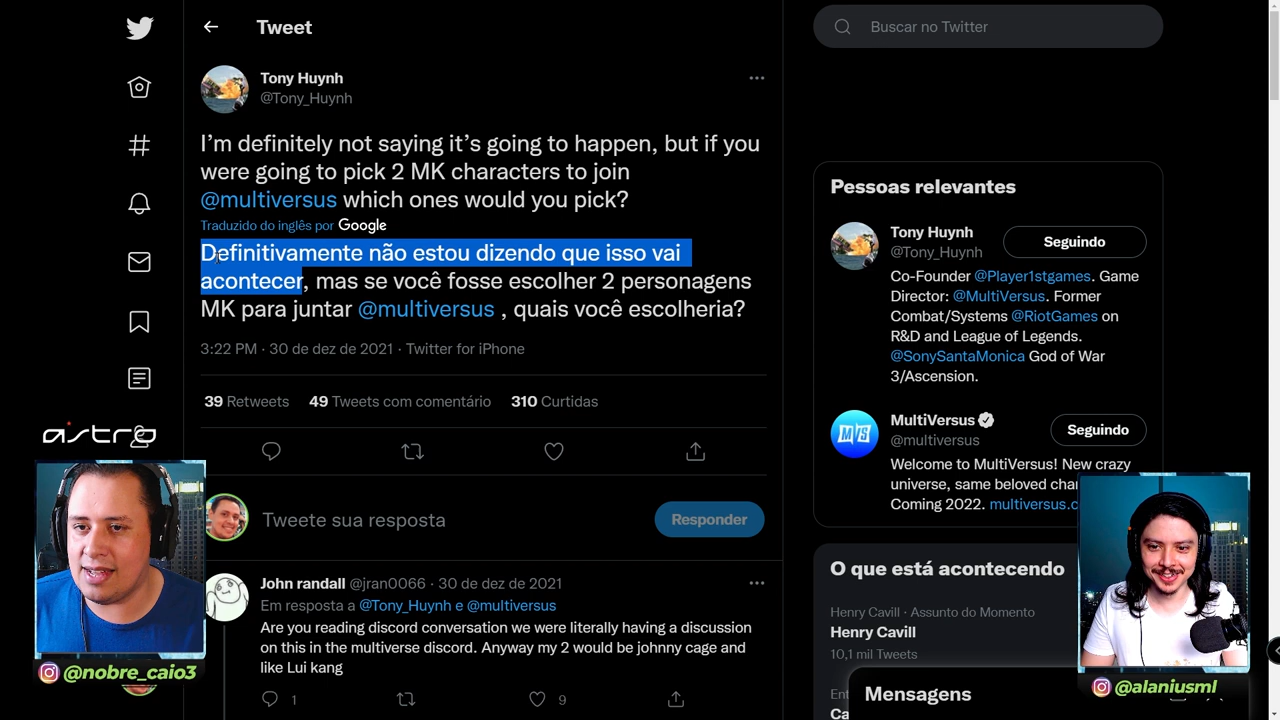 Tweet
Buscar no Twitter
Tony Huynh
@Tony_Huynh
I'm definitely not saying it's going to happen, but if you
were going to pick 2 MK characters to join
@multiversus which ones would you pick?
Traduzido do inglês por Google
Definitivamente não estou dizendo que isso vai
acontecer, mas se você fosse escolher 2 personagens
MK para juntar @multiversus , quais você escolheria?
3:22 PM · 30 de dez de 2021 · Twitter for iPhone
39 Retweets 49 Tweets com comentário 310 Curtidas
Tweete sua resposta
Responder
John randall @jran0066 · 30 de dez de 2021
Em resposta a @Tony_Huynh e @multiversus
Are you reading discord conversation we were literally having a discussion
on this in the multiverse discord. Anyway my 2 would be johnny cage and
like Lui kang
1 9
Pessoas relevantes
Tony Huynh
@Tony_Huynh
Seguindo
Co-Founder @Player1stgames. Game
Director: @MultiVersus. Former
Combat/Systems @RiotGames on
R&D and League of Legends.
@SonySantaMonica God of War
3/Ascension.
MVS
MultiVersus
@multiversus
Seguindo
Welcome to MultiVersus! New crazy
universe, same beloved cha
Coming 2022. multiversus.c
O que está acontecendo
Henry Cavill · Assunto do Momento
Henry Cavill
10,1 mil Tweets
Mensagens
astro
@nobre_caio3
@alaniusml